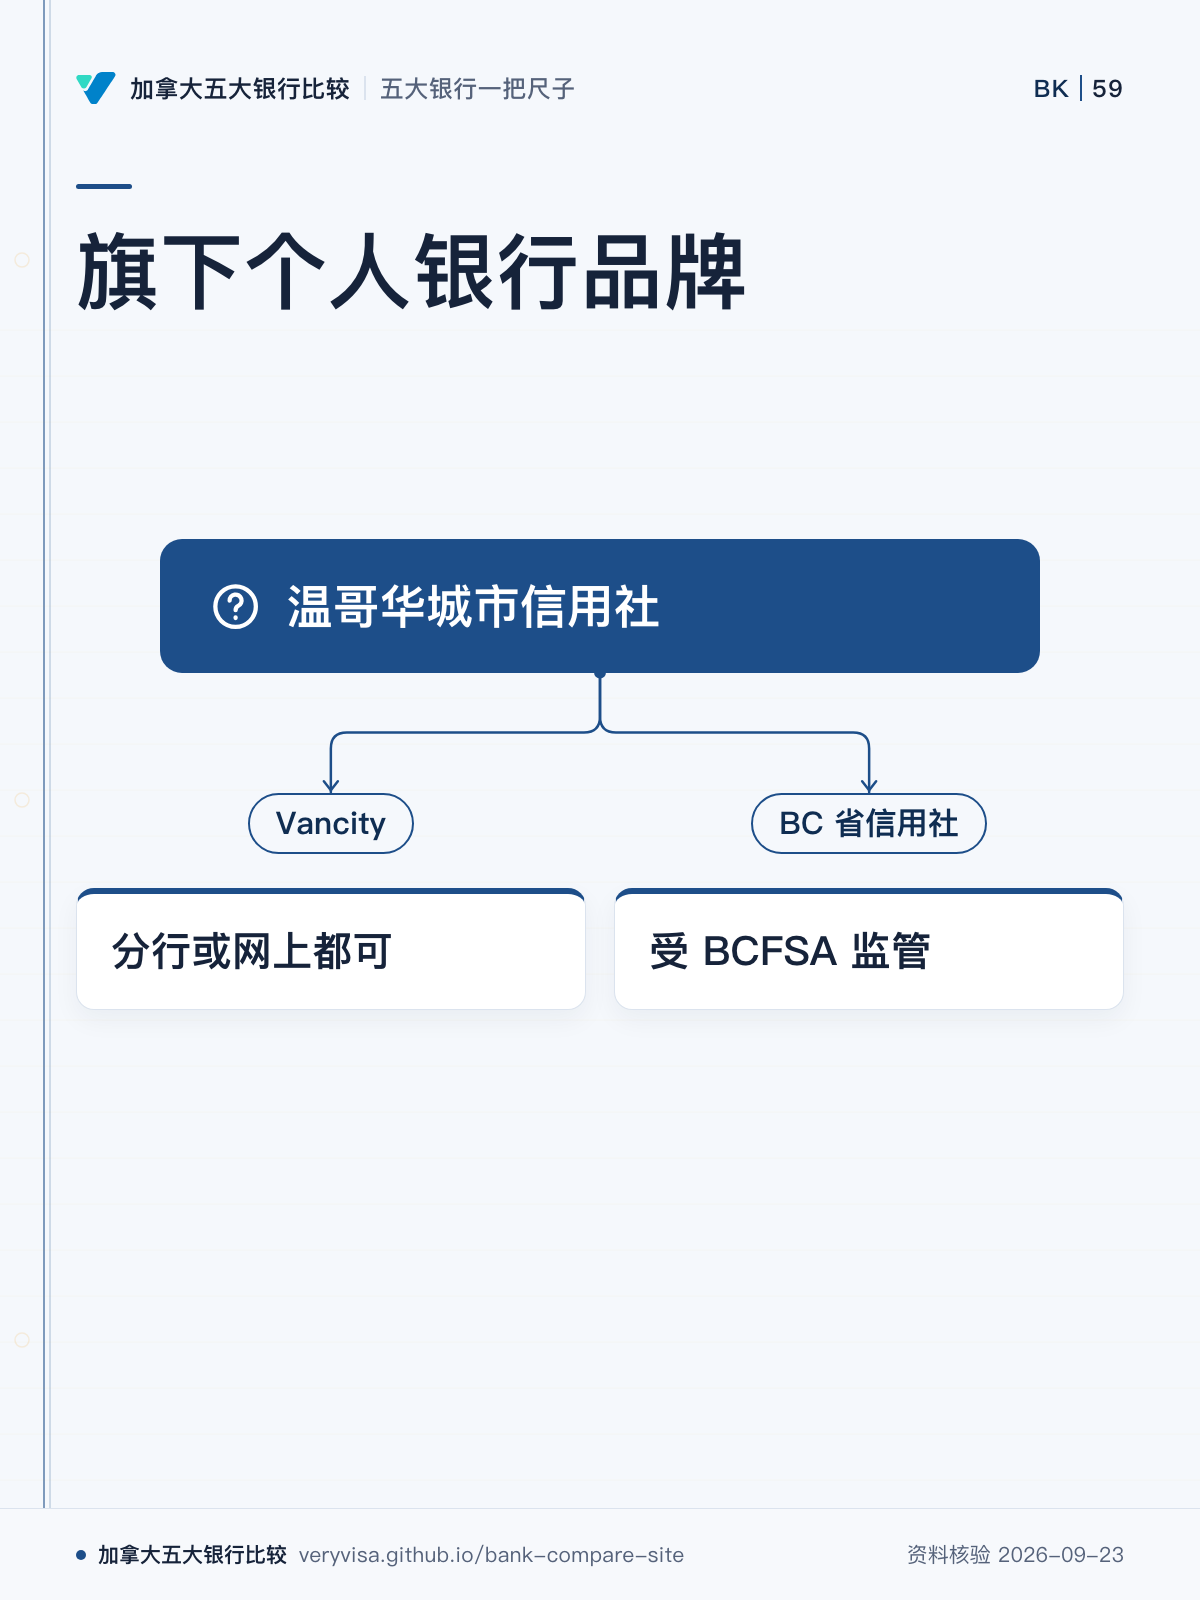 加拿大五大银行比较 五大银行一把尺子 BK 59
旗下个人银行品牌
温哥华城市信用社
Vancity BC 省信用社
分行或网上都可 受 BCFSA 监管
加拿大五大银行比较 veryvisa.github.io/bank-compare-site 资料核验 2026-09-23